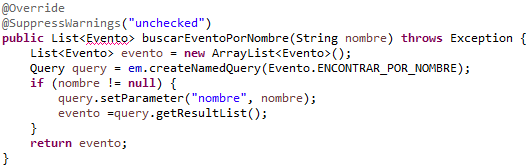 @Override
@SuppressWarnings("unchecked")
public List<Evento> buscarEventoPorNombre(String nombre) throws Exception {
List<Evento> evento = new ArrayList<Evento>();
Query query = em.createNamedQuery(Evento.ENCONTRAR_POR_NOMBRE);
if (nombre != null) {
query.setParameter("nombre", nombre);
evento =query.getResultList();
}
return evento;
}